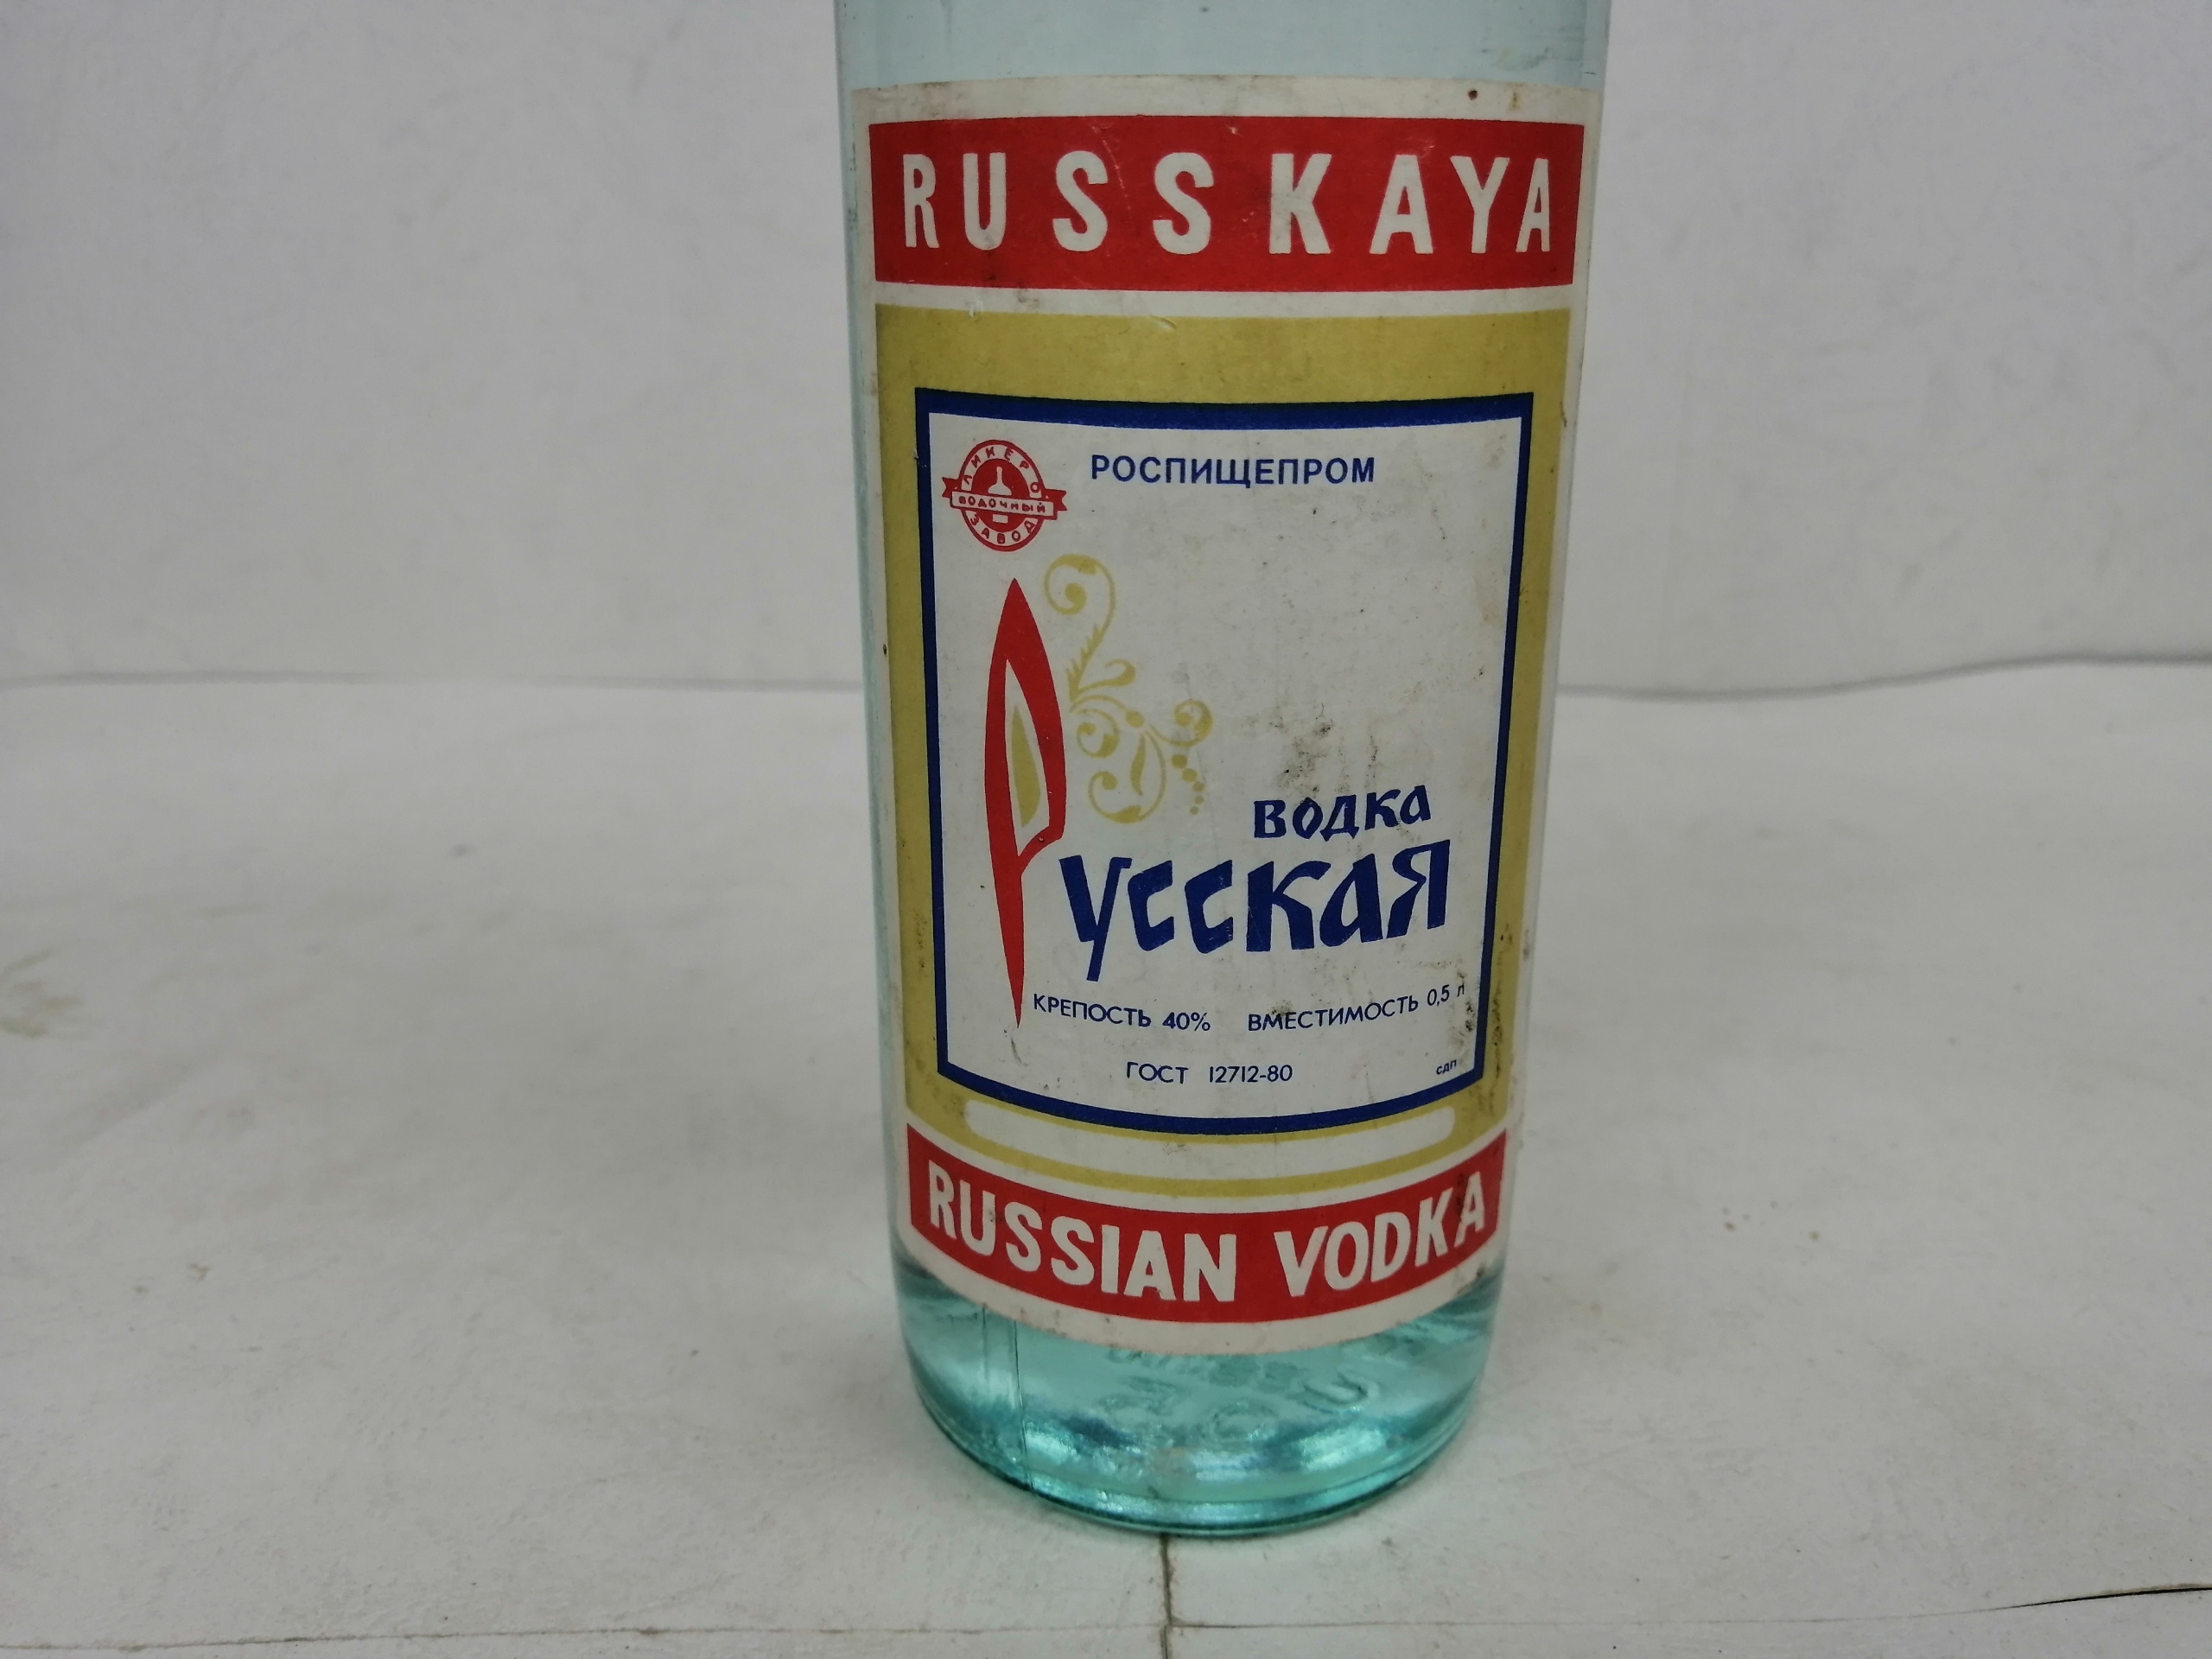 RUSSKAYA
ЛИКЕРО
ВОДОЧНЫЙ
ЗАВОД
РОСПИЩЕПРОМ
ВОДКА
Русская
КРЕПОСТЬ 40% ВМЕСТИМОСТЬ 0,5 л
ГОСТ 12712-80
СДП
RUSSIAN VODKA